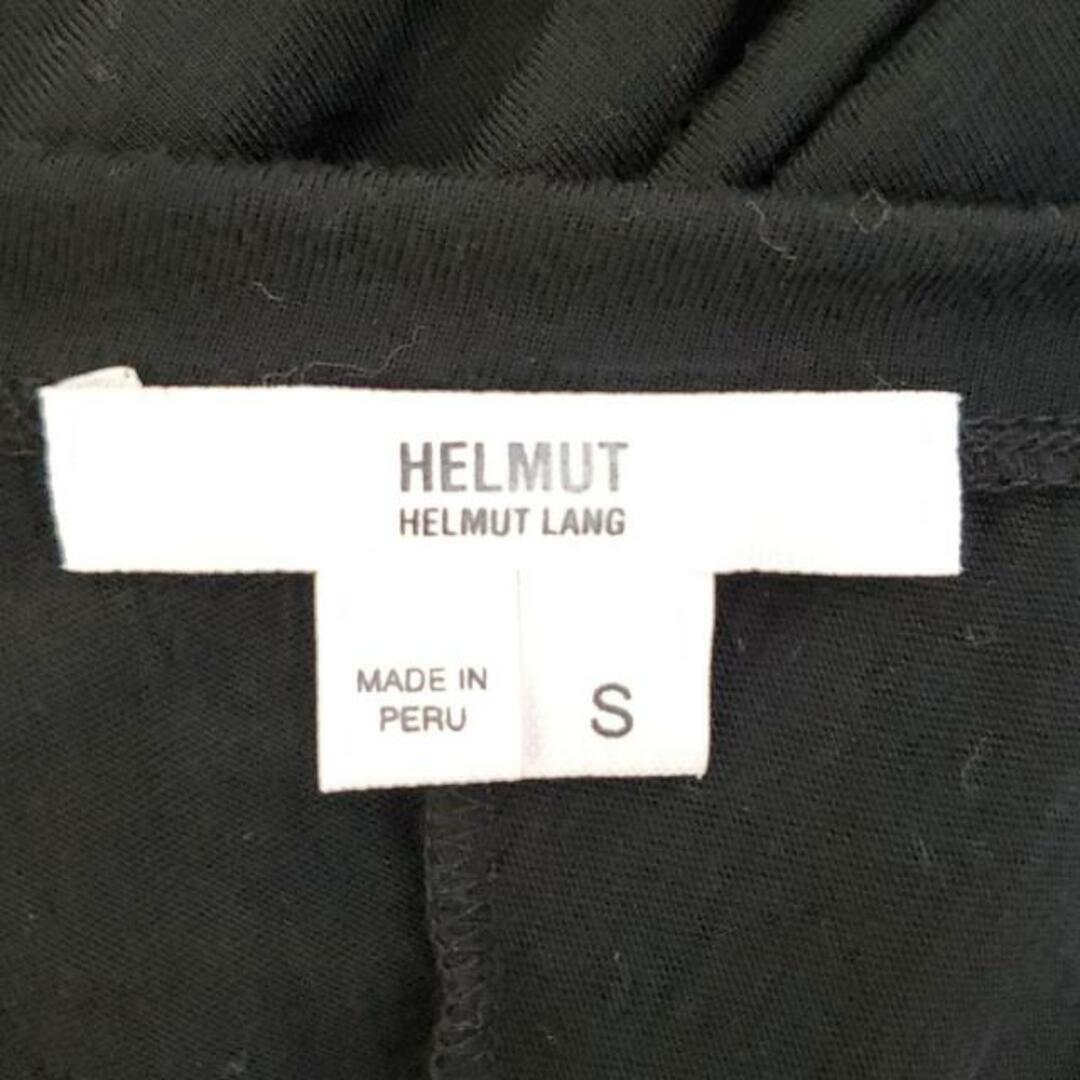 HELMUT
HELMUT LANG
MADE IN
PERU
S